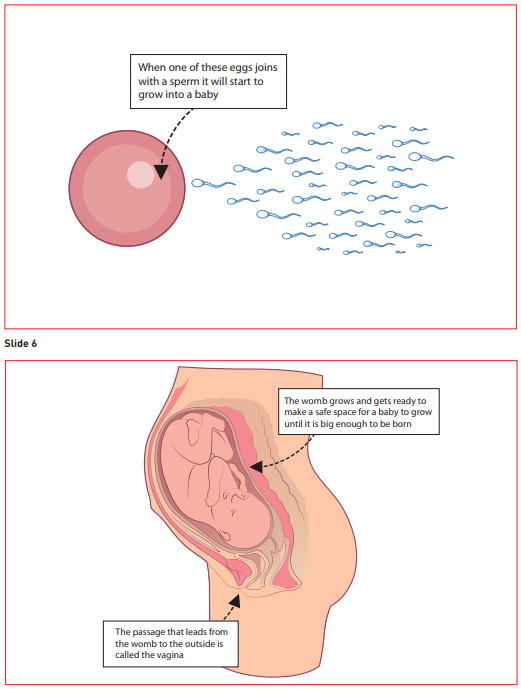 When one of these eggs joins
with a sperm it will start to
grow into a baby
Slide 6
The womb grows and gets ready to
make a safe space for a baby to grow
until it is big enough to be born
The passage that leads from
the womb to the outside is
called the vagina